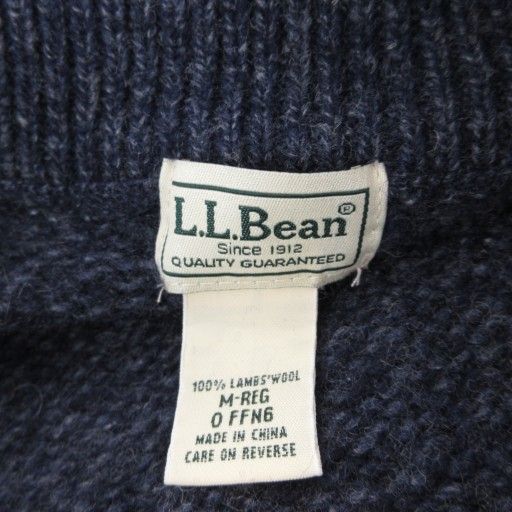 L.L.Bean®
Since 1912
QUALITY GUARANTEED
100% LAMBS'WOOL
M-REG
0 FFN6
MADE IN CHINA
CARE ON REVERSE